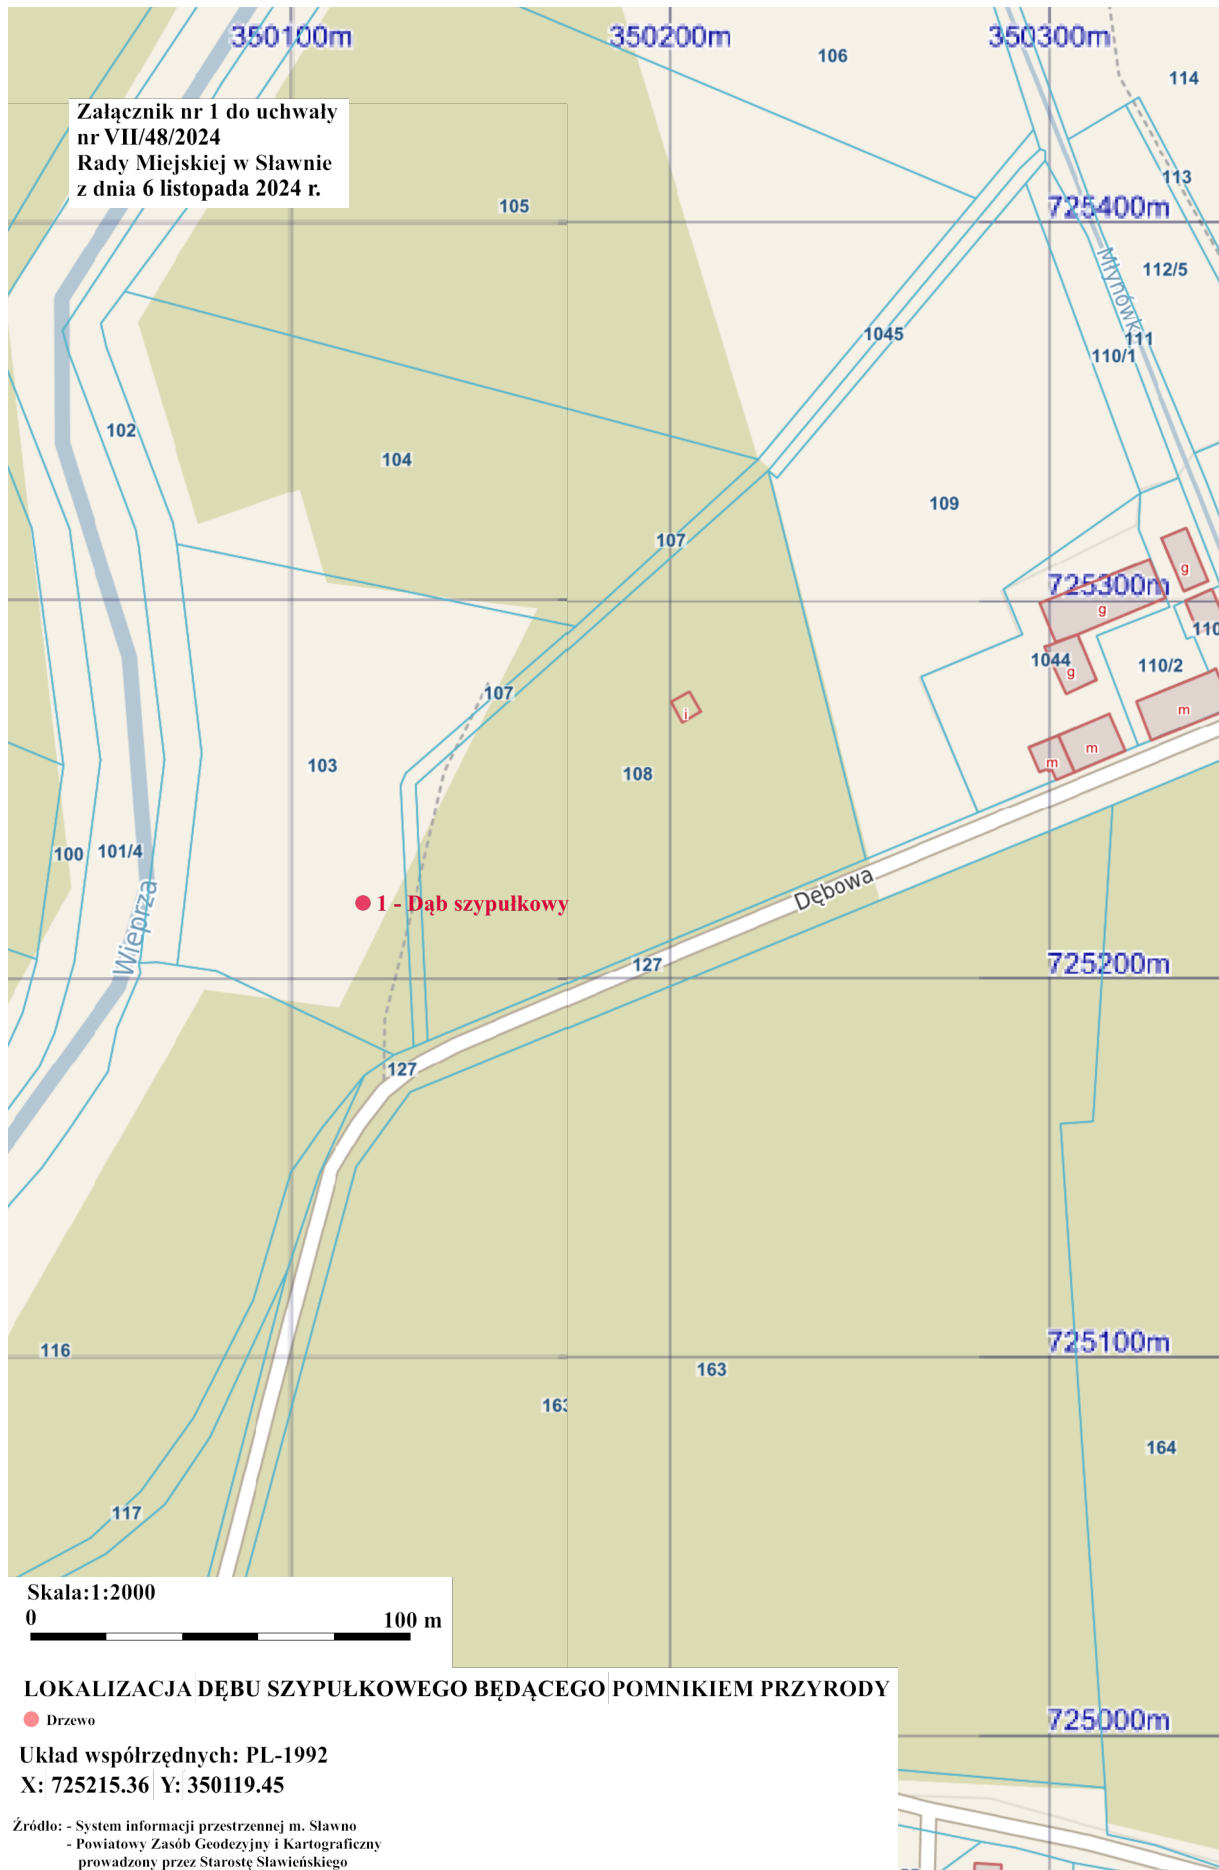 350100m
350200m
350300m
106
114
Załącznik nr 1 do uchwały
nr VII/48/2024
Rady Miejskiej w Sławnie
z dnia 6 listopada 2024 r.
113
105
725400m
112/5
Młynówk
1045
111
110/1
102
104
109
107
g
725300m
g
110
1044
110/2
g
107
i
m
m
m
103
108
100
101/4
Dębowa
1 - Dąb szypułkowy
Wieprza
127
725200m
127
116
725100m
163
163
164
117
Skala:1:2000
0
100 m
LOKALIZACJA DĘBU SZYPUŁKOWEGO BĘDĄCEGO POMNIKIEM PRZYRODY
Drzewo
725000m
Układ współrzędnych: PL-1992
X: 725215.36 Y: 350119.45
Źródło: - System informacji przestrzennej m. Sławno
- Powiatowy Zasób Geodezyjny i Kartograficzny
prowadzony przez Starostę Sławieńskiego